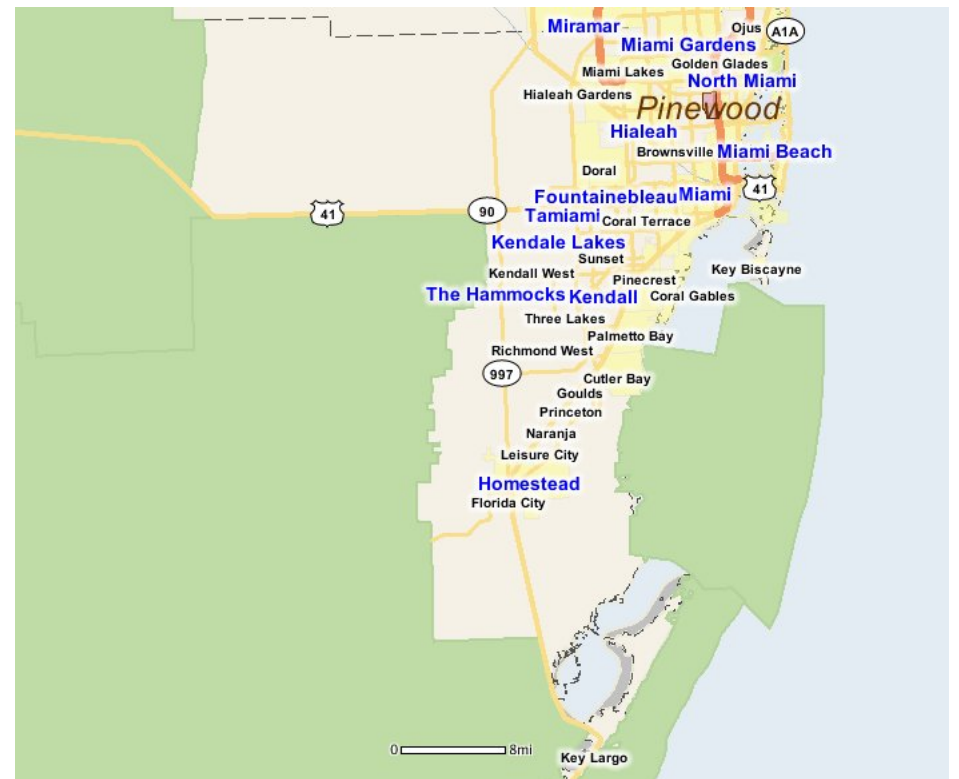 Miramar
Ojus
A1A
Miami Gardens
Golden Glades
Miami Lakes
North Miami
Hialeah Gardens
Pinewood
Hialeah
Brownsville
Miami Beach
Doral
41
Fountainebleau
Miami
90
41
Tamiami
Coral Terrace
Kendale Lakes
Sunset
Kendall West
Key Biscayne
Pinecrest
The Hammocks
Kendall
Coral Gables
Three Lakes
Palmetto Bay
Richmond West
997
Cutler Bay
Goulds
Princeton
Naranja
Leisure City
Homestead
Florida City
0
8mi
Key Largo